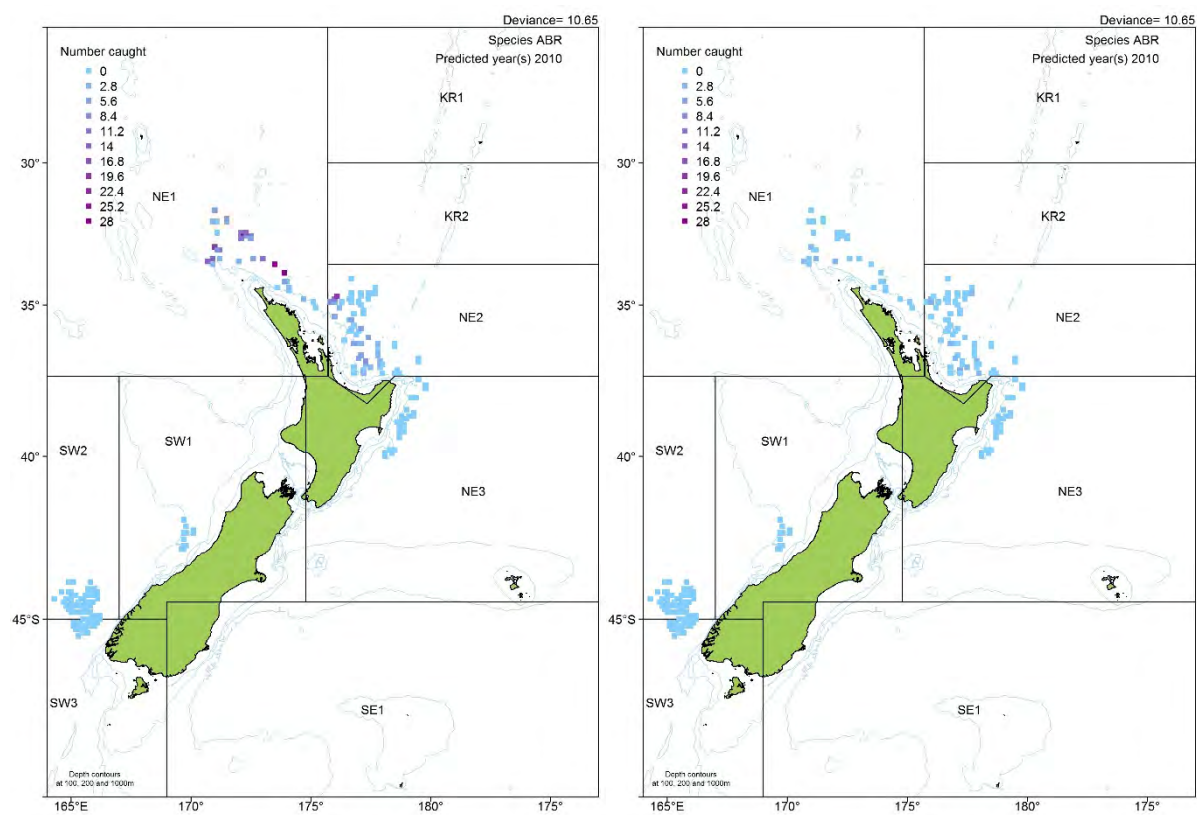 Deviance= 10.65
Species ABR
Predicted year(s) 2010
Number caught
0
2.8
5.6
8.4
11.2
14
16.8
19.6
22.4
25.2
28
KR1
30°
NE1
KR2
35°
NE2
SW2
SW1
40°
NE3
45°S
SW3
SE1
Depth contours
at 100, 200 and 1000m
165°E
170°
175°
180°
175°
Deviance= 10.65
Species ABR
Predicted year(s) 2010
Number caught
0
2.8
5.6
8.4
11.2
14
16.8
19.6
22.4
25.2
28
KR1
30°
NE1
KR2
35°
NE2
SW2
SW1
40°
NE3
45°S
SW3
SE1
Depth contours
at 100, 200 and 1000m
165°E
170°
175°
180°
175°